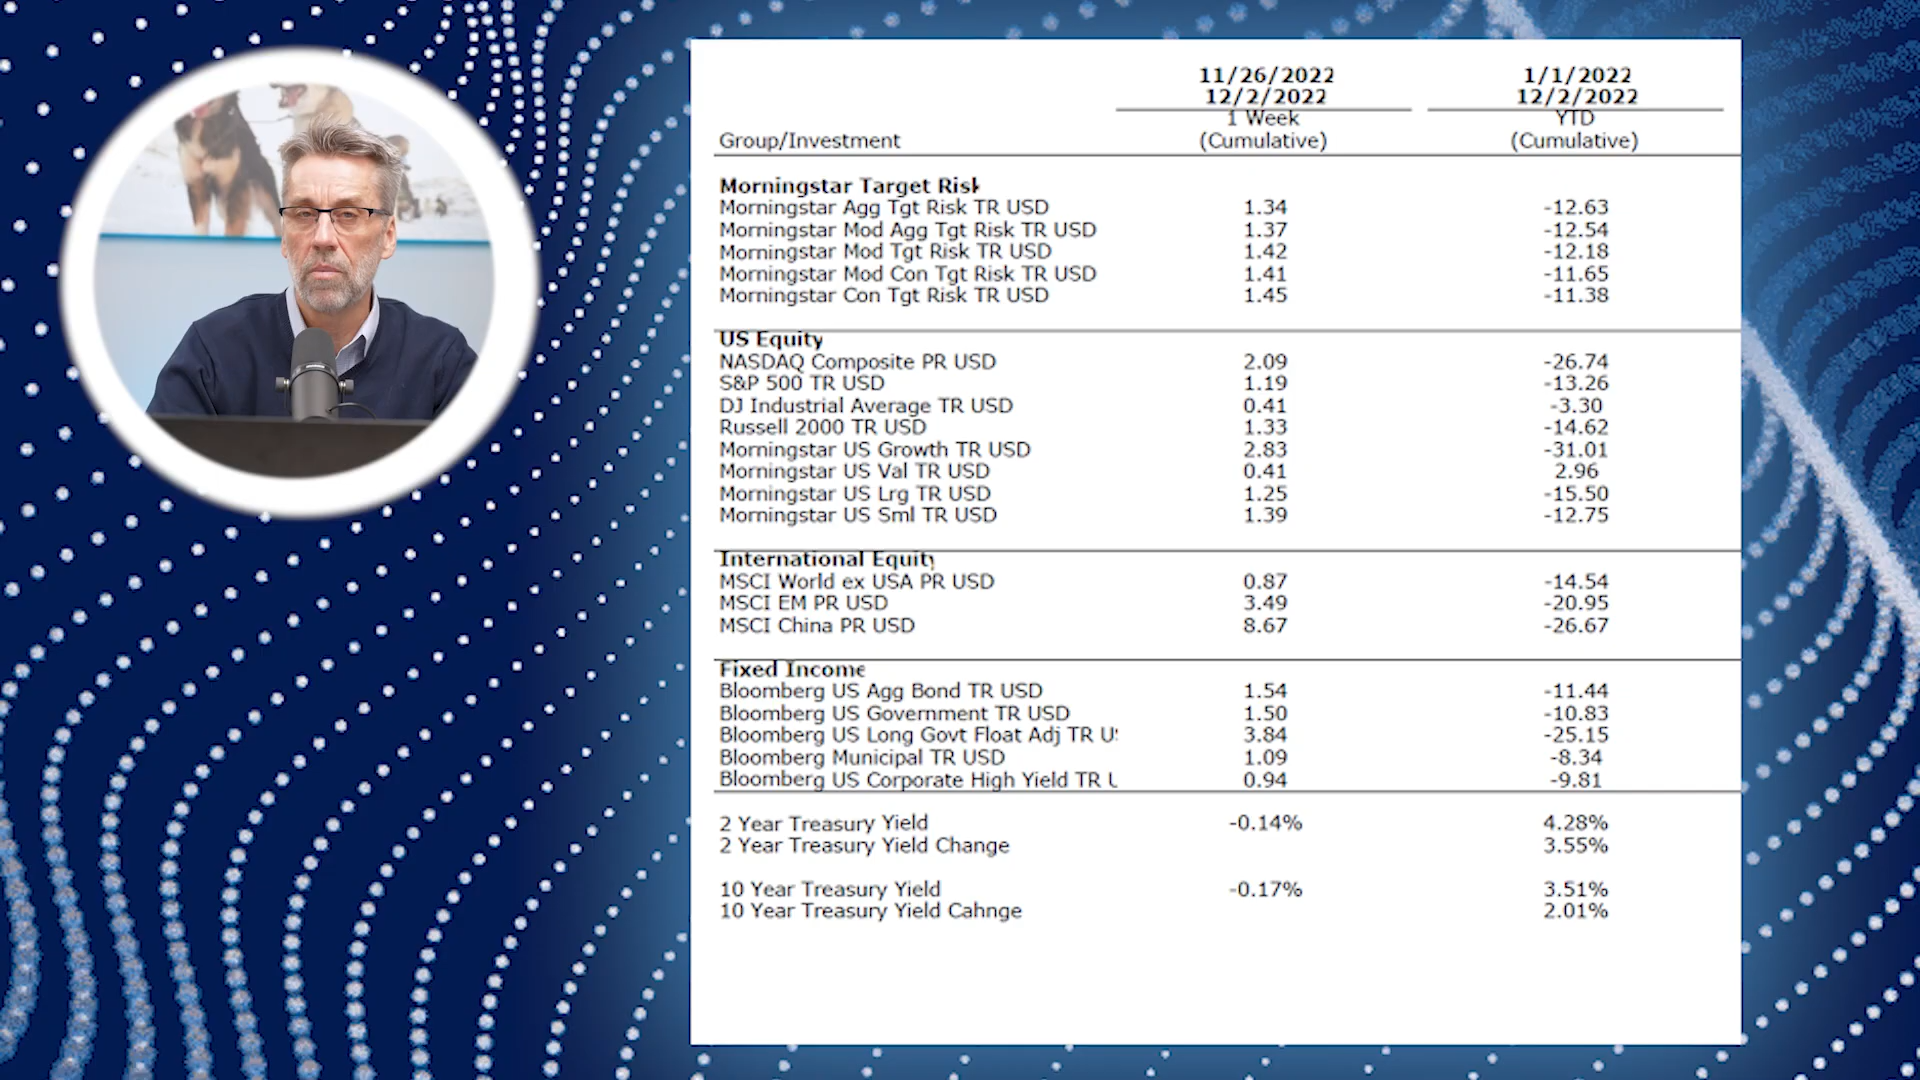 11/26/2022 1/1/2022
12/2/2022 12/2/2022
1 Week YTD
Group/Investment (Cumulative) (Cumulative)
Morningstar Target Risk
Morningstar Agg Tgt Risk TR USD 1.34 -12.63
Morningstar Mod Agg Tgt Risk TR USD 1.37 -12.54
Morningstar Mod Tgt Risk TR USD 1.42 -12.18
Morningstar Mod Con Tgt Risk TR USD 1.41 -11.65
Morningstar Con Tgt Risk TR USD 1.45 -11.38
US Equity
NASDAQ Composite PR USD 2.09 -26.74
S&P 500 TR USD 1.19 -13.26
DJ Industrial Average TR USD 0.41 -3.30
Russell 2000 TR USD 1.33 -14.62
Morningstar US Growth TR USD 2.83 -31.01
Morningstar US Val TR USD 0.41 2.96
Morningstar US Lrg TR USD 1.25 -15.50
Morningstar US Sml TR USD 1.39 -12.75
International Equity
MSCI World ex USA PR USD 0.87 -14.54
MSCI EM PR USD 3.49 -20.95
MSCI China PR USD 8.67 -26.67
Fixed Income
Bloomberg US Agg Bond TR USD 1.54 -11.44
Bloomberg US Government TR USD 1.50 -10.83
Bloomberg US Long Govt Float Adj TR 3.84 -25.15
Bloomberg Municipal TR USD 1.09 -8.34
Bloomberg US Corporate High Yield TR 0.94 -9.81
2 Year Treasury Yield -0.14% 4.28%
2 Year Treasury Yield Change 3.55%
10 Year Treasury Yield -0.17% 3.51%
10 Year Treasury Yield Cahnge 2.01%